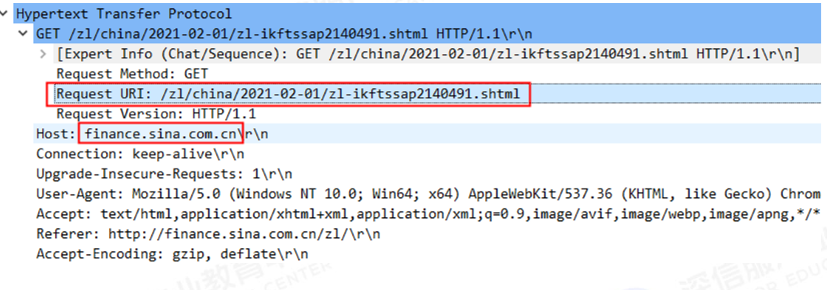 Hypertext Transfer Protocol
GET /zl/china/2021-02-01/zl-ikftssap2140491.shtml HTTP/1.1\r\n
[Expert Info (Chat/Sequence): GET /zl/china/2021-02-01/zl-ikftssap2140491.shtml HTTP/1.1\r\n]
Request Method: GET
Request URI: /zl/china/2021-02-01/zl-ikftssap2140491.shtml
Request Version: HTTP/1.1
Host: finance.sina.com.cn\r\n
Connection: keep-alive\r\n
Upgrade-Insecure-Requests: 1\r\n
User-Agent: Mozilla/5.0 (Windows NT 10.0; Win64; x64) AppleWebKit/537.36 (KHTML, like Gecko) Chrom
Accept: text/html,application/xhtml+xml,application/xml;q=0.9,image/avif,image/webp,image/apng,*/*
Referer: http://finance.sina.com.cn/zl/\r\n
Accept-Encoding: gzip, deflate\r\n